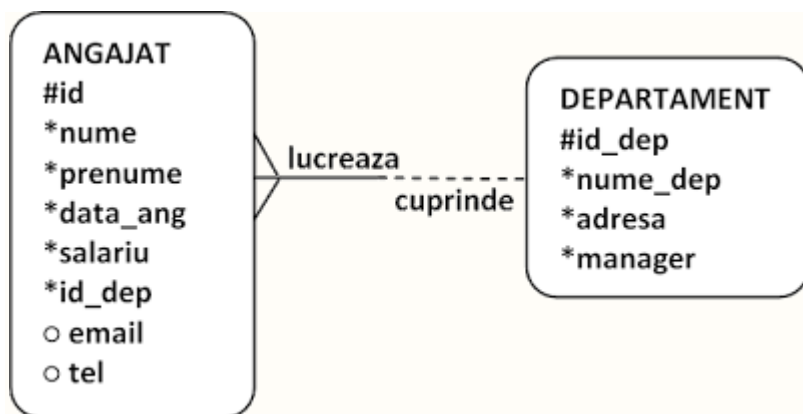 ANGAJAT
#id
*nume
*prenume
*data_ang
*salariu
*id_dep
○ email
○ tel
lucreaza
cuprinde
DEPARTAMENT
#id_dep
*nume_dep
*adresa
*manager